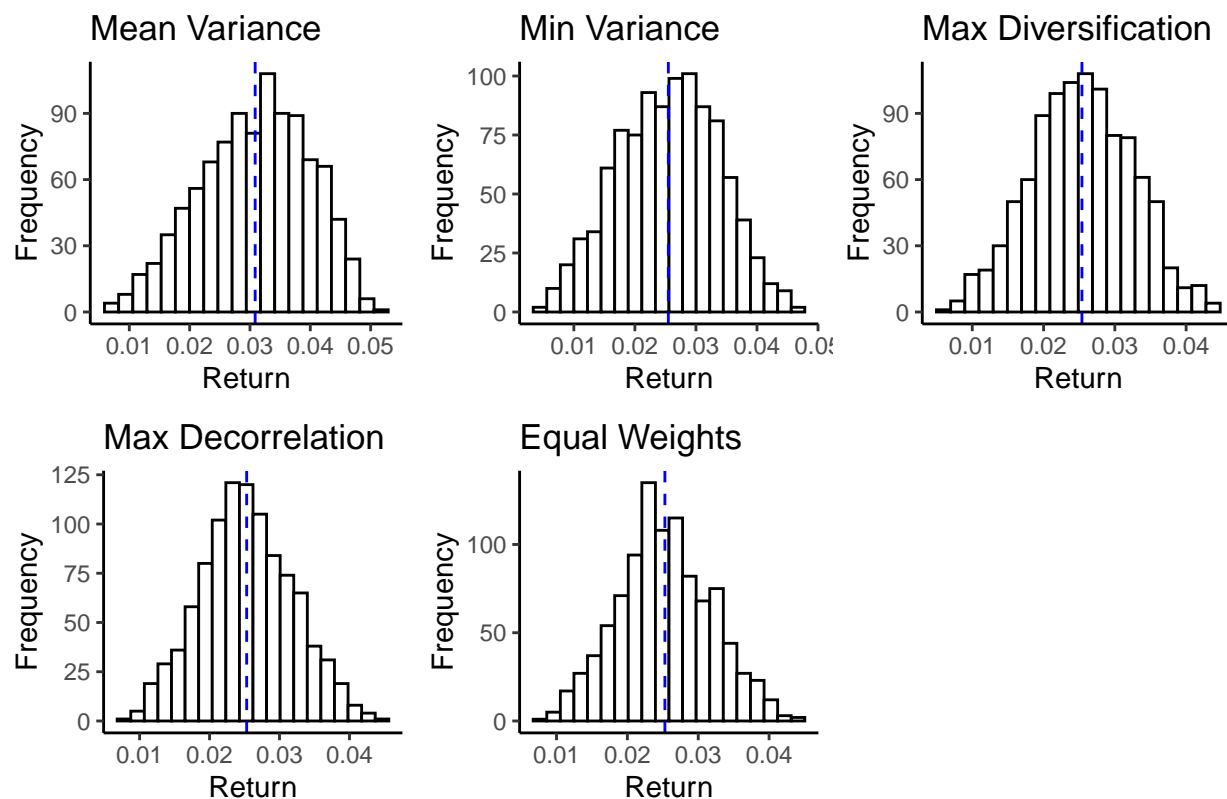 Mean Variance
90
60
30
0
Frequency
0.01 0.02 0.03 0.04 0.05
Return
Min Variance
100
75
50
25
0
Frequency
0.01 0.02 0.03 0.04 0.05
Return
Max Diversification
90
60
30
0
Frequency
0.01 0.02 0.03 0.04
Return
Max Decorrelation
125
100
75
50
25
0
Frequency
0.01 0.02 0.03 0.04
Return
Equal Weights
100
50
0
Frequency
0.01 0.02 0.03 0.04
Return